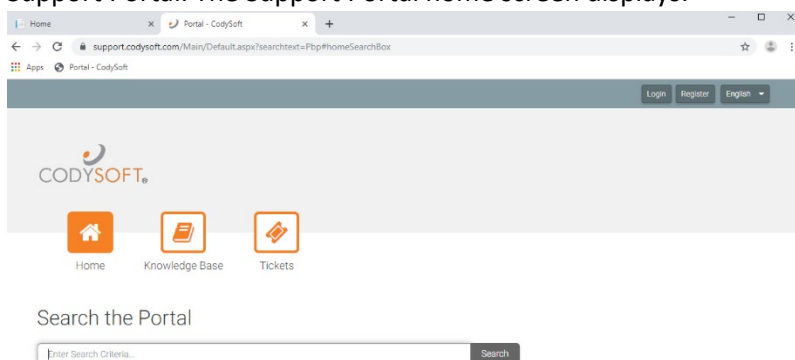 Support Portal. The Support Portal home screen displays.
Home Portal - CodySoft
support.codysoft.com/Main/Default.aspx?searchtext=Pbp#homeSearchBox
Apps Portal - CodySoft
Login Register English
CODYSOFT®
Home Knowledge Base Tickets
Search the Portal
Enter Search Criteria... Search